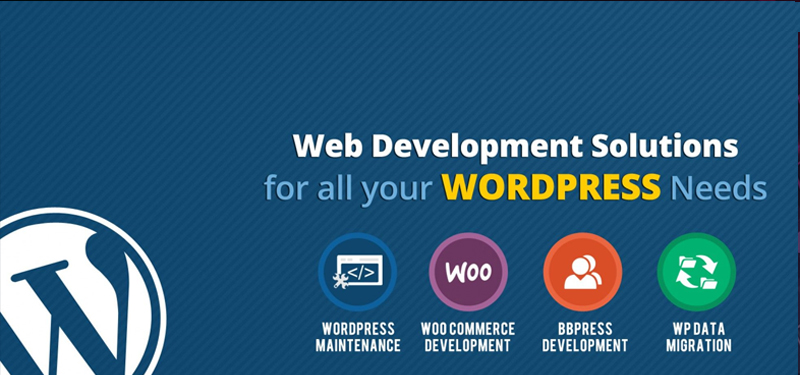 Web Development Solutions
for all your WORDPRESS Needs
W
</>
WOO
WORDPRESS
MAINTENANCE
WOO COMMERCE
DEVELOPMENT
BBPRESS
DEVELOPMENT
WP DATA
MIGRATION